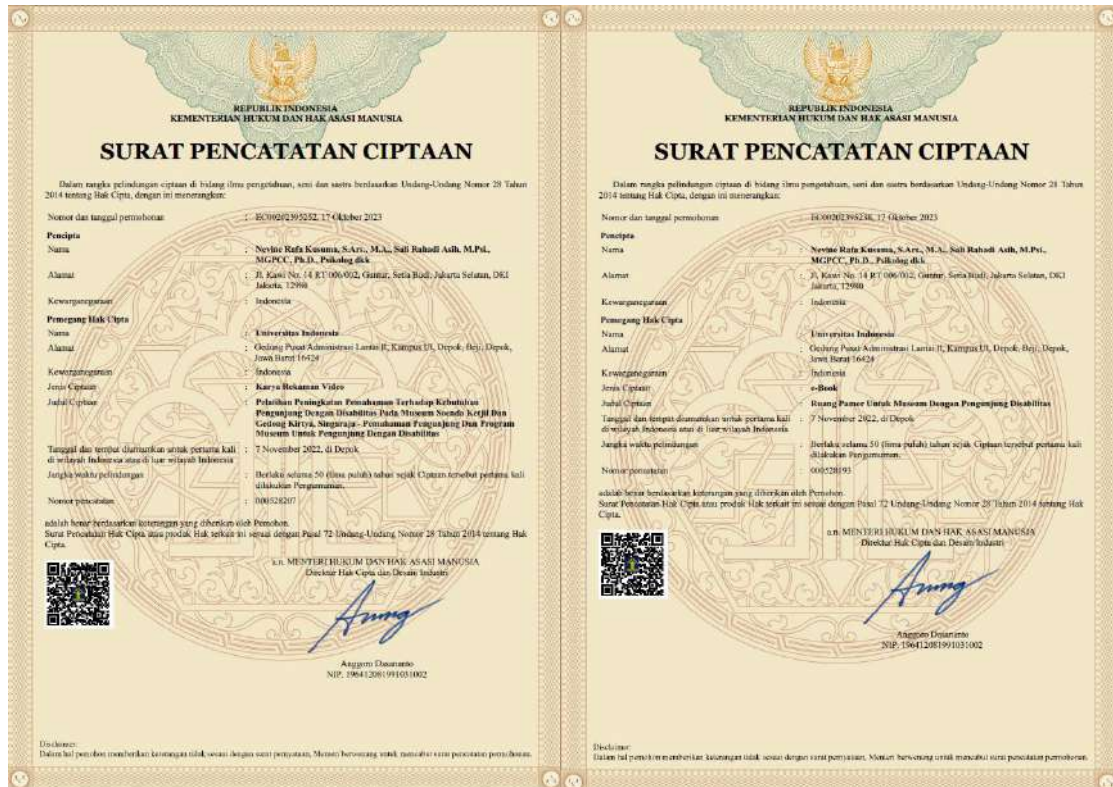 REPUBLIK INDONESIA
KEMENTERIAN HUKUM DAN HAK ASASI MANUSIA
SURAT PENCATATAN CIPTAAN
Dalam rangka pelindungan ciptaan di bidang ilmu pengetahuan, seni dan sastra berdasarkan Undang-Undang Nomor 28 Tahun
2014 tentang Hak Cipta, dengan ini menerangkan:
Nomor dan tanggal permohonan : EC00202395252, 17 Oktober 2023
Pencipta
Nama : Nevine Rafa Kusuma, S.Ars., M.A., Sali Rahadi Asih, M.Psi.,
MGPCC, Ph.D., Psikolog dkk
Alamat : Jl. Kawi No. 14 RT 006/002, Guntur, Setia Budi, Jakarta Selatan, DKI
Jakarta, 12980
Kewarganegaraan : Indonesia
Pemegang Hak Cipta
Nama : Universitas Indonesia
Alamat : Gedung Pusat Administrasi Lantai II, Kampus UI, Depok, Beji, Depok,
Jawa Barat 16424
Kewarganegaraan : Indonesia
Jenis Ciptaan : Karya Rekaman Video
Judul Ciptaan : Pelatihan Peningkatan Pemahaman Terhadap Kebutuhan
Pengunjung Dengan Disabilitas Pada Museum Soenda Ketjil Dan
Gedong Kirtya, Singaraja - Pemahaman Pengunjung Dan Program
Museum Untuk Pengunjung Dengan Disabilitas
Tanggal dan tempat diumumkan untuk pertama kali : 7 November 2022, di Depok
di wilayah Indonesia atau di luar wilayah Indonesia
Jangka waktu pelindungan : Berlaku selama 50 (lima puluh) tahun sejak Ciptaan tersebut pertama kali
dilakukan Pengumuman.
Nomor pencatatan : 000528207
adalah benar berdasarkan keterangan yang diberikan oleh Pemohon.
Surat Pencatatan Hak Cipta atau produk Hak terkait ini sesuai dengan Pasal 72 Undang-Undang Nomor 28 Tahun 2014 tentang Hak
Cipta.
a.n. MENTERI HUKUM DAN HAK ASASI MANUSIA
Direktur Hak Cipta dan Desain Industri
Anggoro Dasananto
NIP. 196412081991031002
Disclaimer:
Dalam hal pemohon memberikan keterangan tidak sesuai dengan surat pernyataan, Menteri berwenang untuk mencabut surat pencatatan permohonan.
REPUBLIK INDONESIA
KEMENTERIAN HUKUM DAN HAK ASASI MANUSIA
SURAT PENCATATAN CIPTAAN
Dalam rangka pelindungan ciptaan di bidang ilmu pengetahuan, seni dan sastra berdasarkan Undang-Undang Nomor 28 Tahun
2014 tentang Hak Cipta, dengan ini menerangkan:
Nomor dan tanggal permohonan : 17 Oktober 2023
Pencipta
Nama : Nevine Rafa Kusuma, S.Ars., M.A., Sali Rahadi Asih, M.Psi.,
MGPCC, Ph.D., Psikolog dkk
Alamat : Jl. Kawi No. 14 RT 006/002, Guntur, Setia Budi, Jakarta Selatan, DKI
Jakarta, 12980
Kewarganegaraan : Indonesia
Pemegang Hak Cipta
Nama : Universitas Indonesia
Alamat : Gedung Pusat Administrasi Lantai II, Kampus UI, Depok, Beji, Depok,
Jawa Barat 16424
Kewarganegaraan : Indonesia
Jenis Ciptaan : e-Book
Judul Ciptaan : Ruang Pamer Untuk Museum Dengan Pengunjung Disabilitas
Tanggal dan tempat diumumkan untuk pertama kali : 7 November 2022, di Depok
di wilayah Indonesia atau di luar wilayah Indonesia
Jangka waktu pelindungan : Berlaku selama 50 (lima puluh) tahun sejak Ciptaan tersebut pertama kali
dilakukan Pengumuman.
Nomor pencatatan : 000528193
adalah benar berdasarkan keterangan yang diberikan oleh Pemohon.
Surat Pencatatan Hak Cipta atau produk Hak terkait ini sesuai dengan Pasal 72 Undang-Undang Nomor 28 Tahun 2014 tentang Hak
Cipta.
a.n. MENTERI HUKUM DAN HAK ASASI MANUSIA
Direktur Hak Cipta dan Desain Industri
Anggoro Dasananto
NIP. 196412081991031002
Disclaimer:
Dalam hal pemohon memberikan keterangan tidak sesuai dengan surat pernyataan, Menteri berwenang untuk mencabut surat pencatatan permohonan.